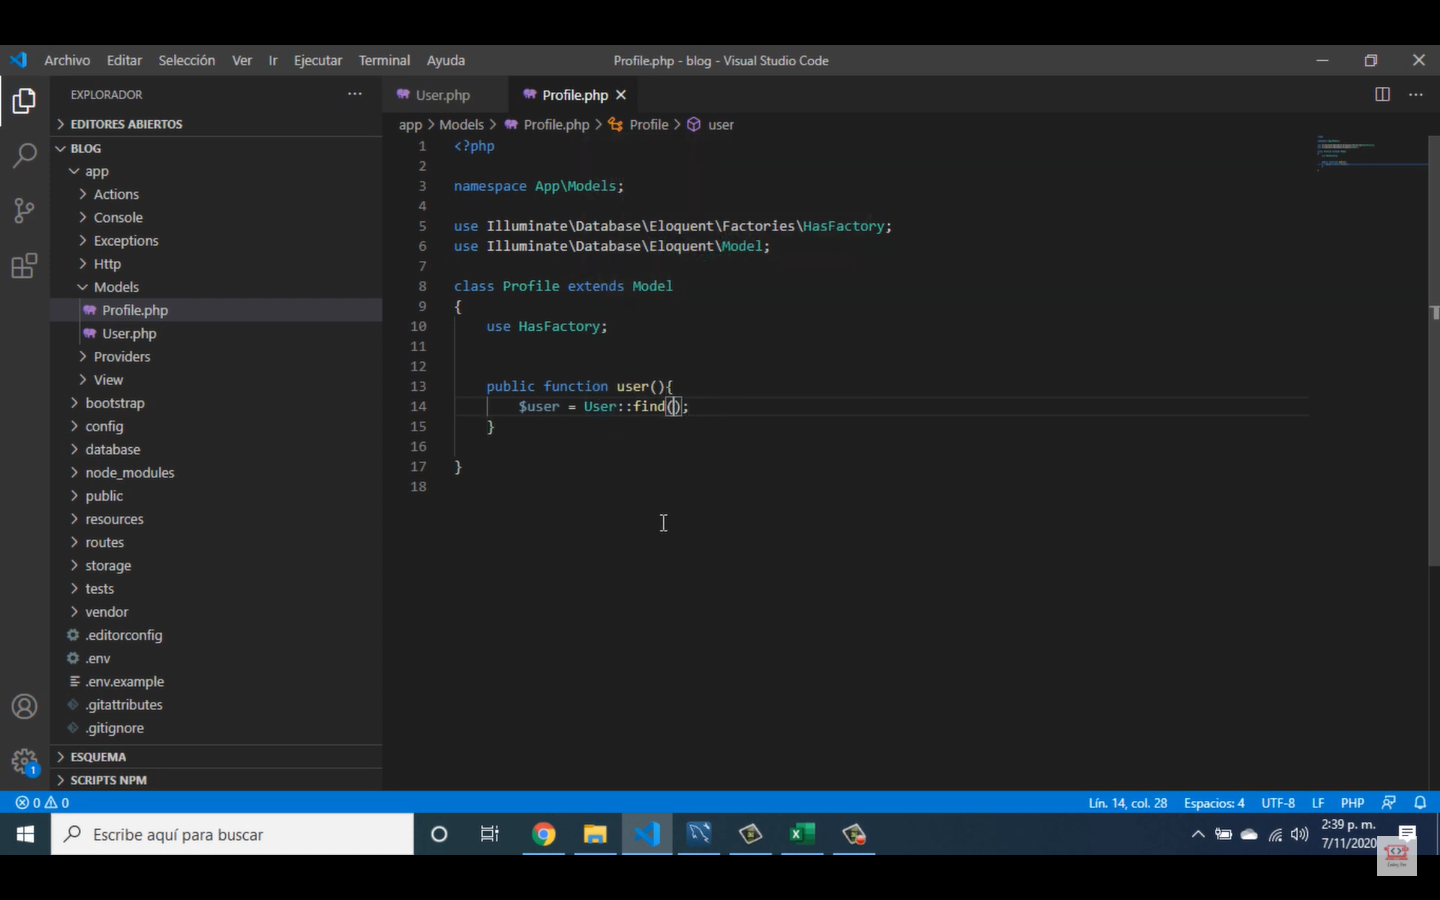 Archivo Editar Selección Ver Ir Ejecutar Terminal Ayuda
Profile.php - blog - Visual Studio Code
EXPLORADOR
EDITORES ABIERTOS
BLOG
app
Actions
Console
Exceptions
Http
Models
Profile.php
User.php
Providers
View
bootstrap
config
database
node_modules
public
resources
routes
storage
tests
vendor
.editorconfig
.env
.env.example
.gitattributes
.gitignore
ESQUEMA
SCRIPTS NPM
User.php
Profile.php
app > Models > Profile.php > Profile > user
1 <?php
2
3 namespace App\Models;
4
5 use Illuminate\Database\Eloquent\Factories\HasFactory;
6 use Illuminate\Database\Eloquent\Model;
7
8 class Profile extends Model
9 {
10 use HasFactory;
11
12
13 public function user(){
14 $user = User::find();
15 }
16
17 }
18
1
0 0
Lín. 14, col. 28 Espacios: 4 UTF-8 LF PHP
Escribe aquí para buscar
2:39 p. m.
7/11/2020